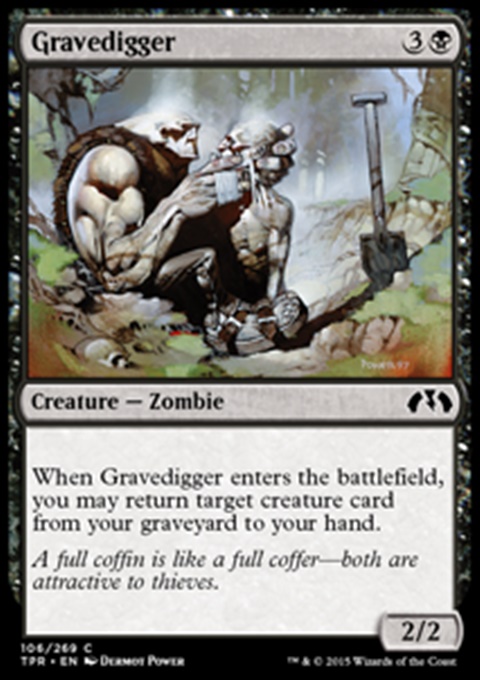 Gravedigger 3
Creature — Zombie
When Gravedigger enters the battlefield,
you may return target creature card
from your graveyard to your hand.
A full coffin is like a full coffer—both are
attractive to thieves.
2/2
106/269 C
TPR • EN Dermot Power ™ & © 2015 Wizards of the Coast